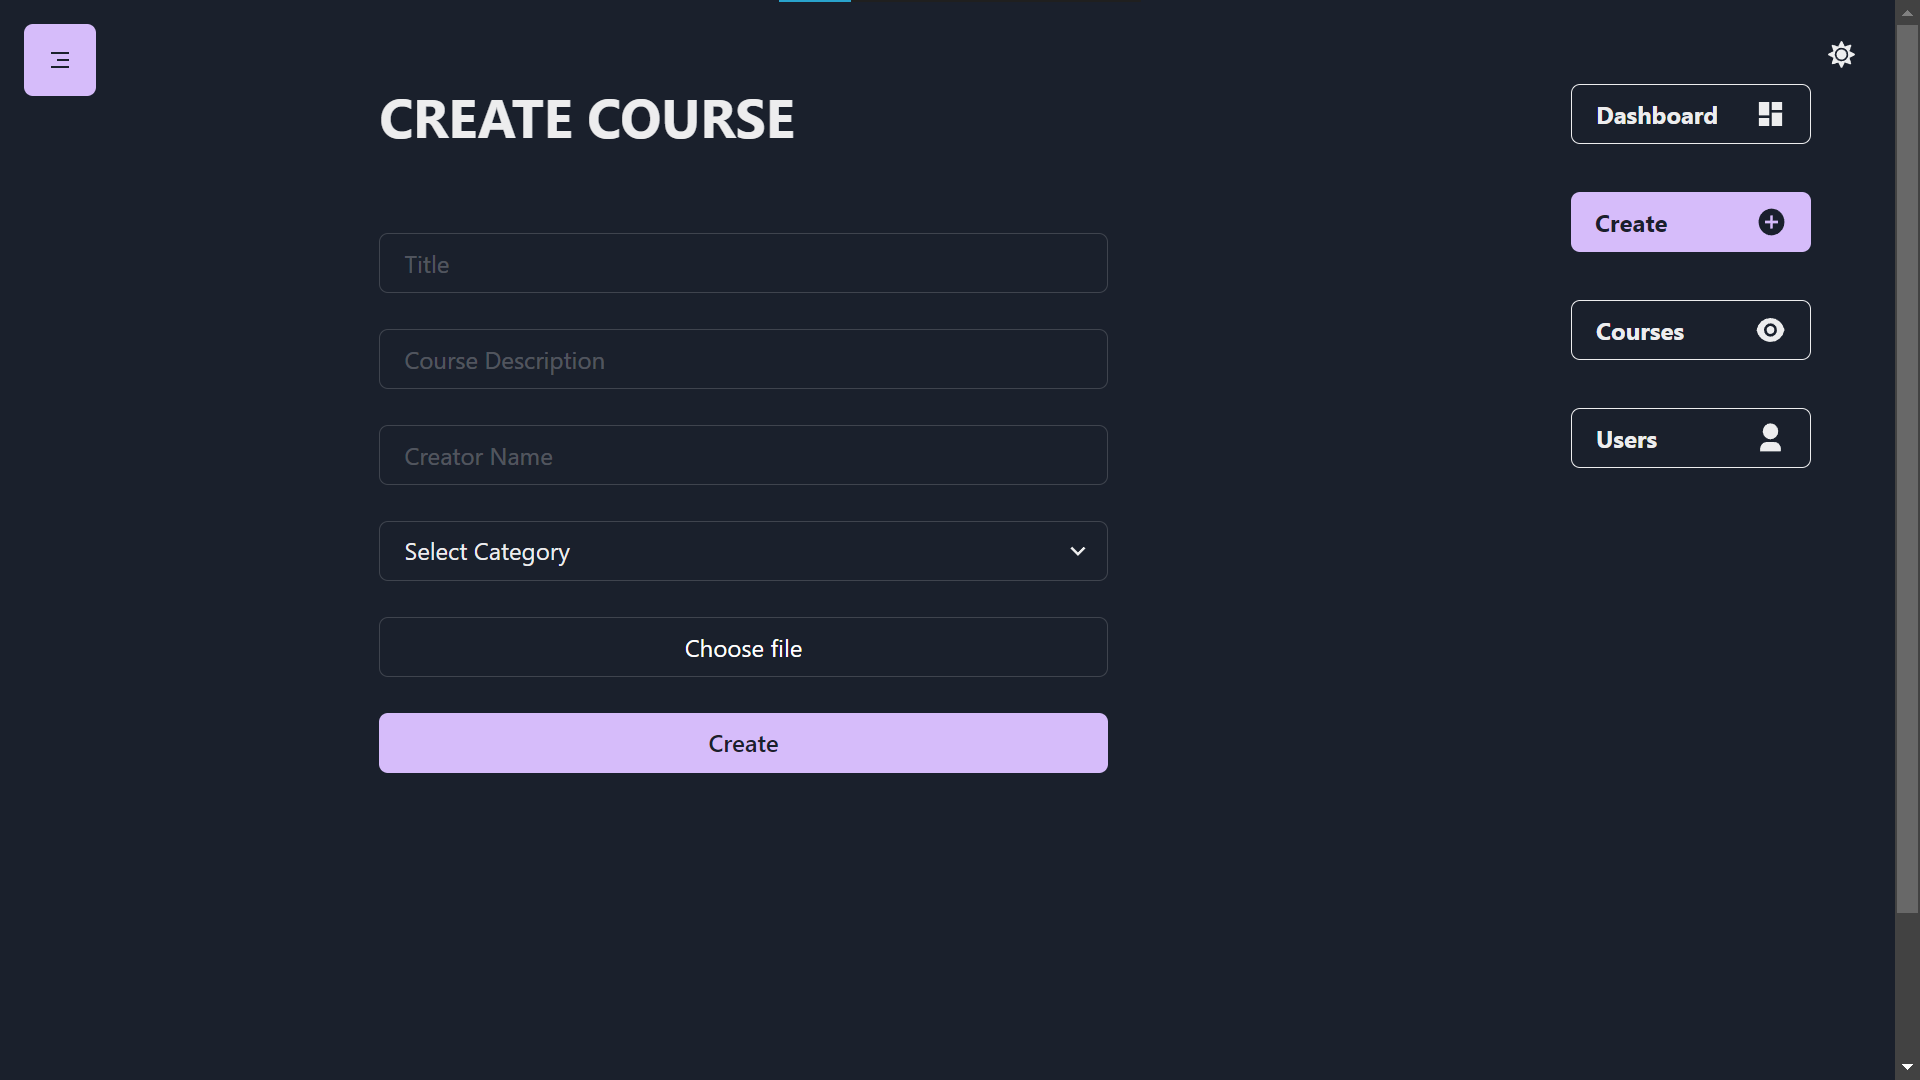 CREATE COURSE
Title
Course Description
Creator Name
Select Category
Choose file
Create
Dashboard
Create
Courses
Users